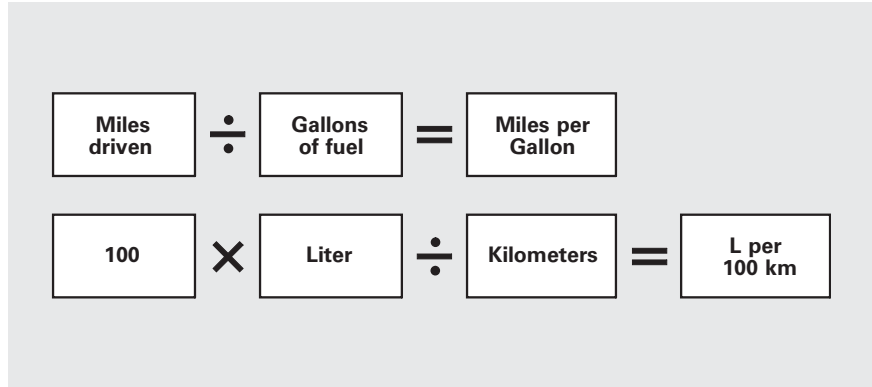 Miles
driven
÷
Gallons
of fuel
=
Miles per
Gallon
100
×
Liter
÷
Kilometers
=
L per
100 km